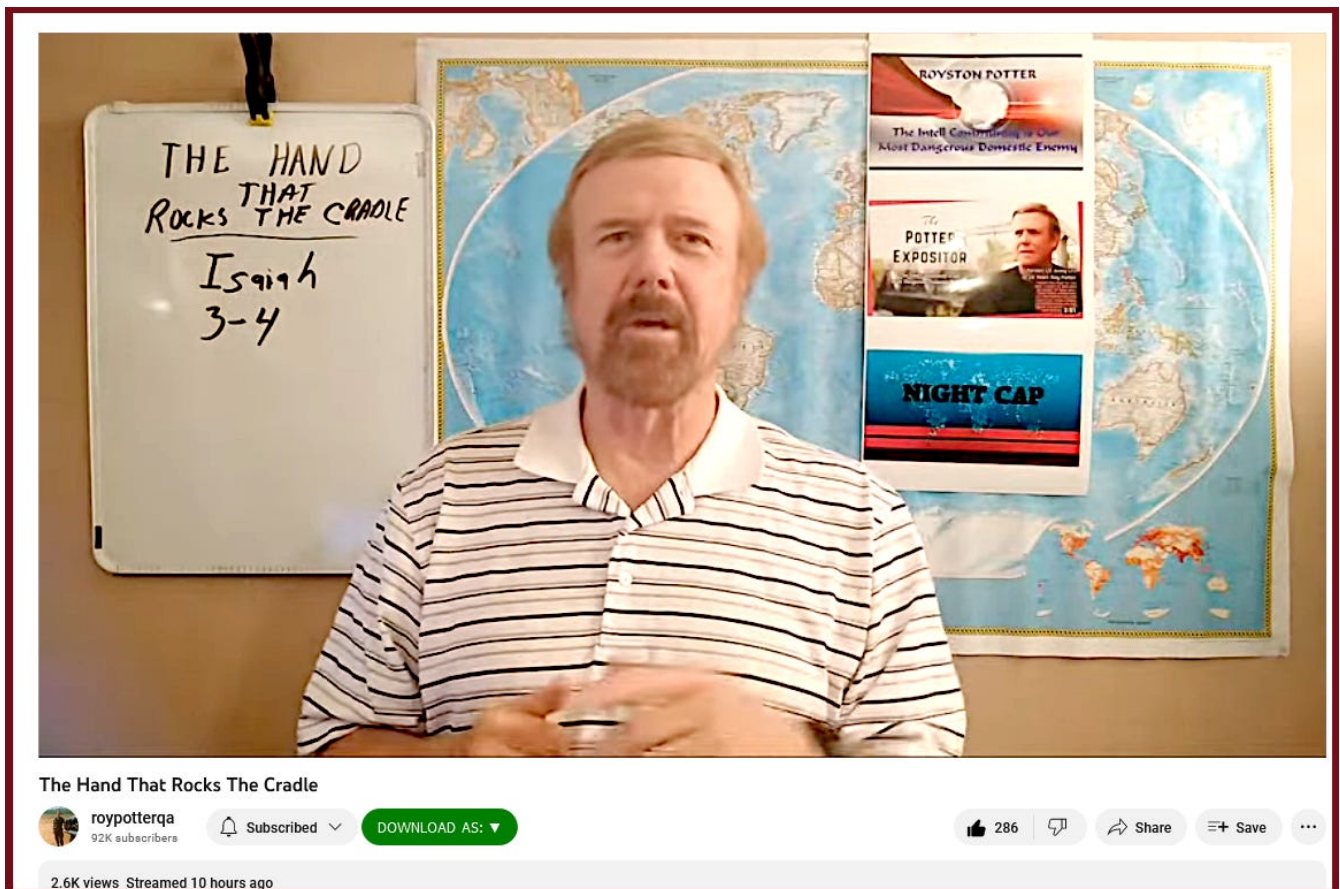 THE HAND
THAT
ROCKS THE CRADLE
Isaiah
3-4
ROYSTON POTTER
The Intell Community is Our
Most Dangerous Domestic Enemy
The
POTTER
EXPOSITOR
NIGHT CAP
The Hand That Rocks The Cradle
roypotterqa
92K subscribers
Subscribed
DOWNLOAD AS: ▼
286
Share
Save
2.6K views Streamed 10 hours ago